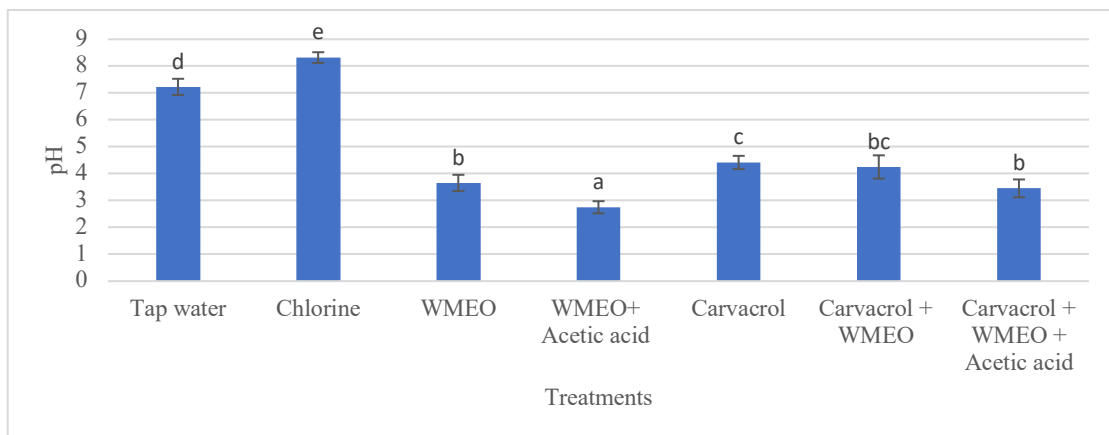 9
8
7
6
5
4
3
2
1
0
pH
d
e
b
a
c
bc
b
Tap water
Chlorine
WMEO
WMEO+
Acetic acid
Carvacrol
Carvacrol +
WMEO
Carvacrol +
WMEO +
Acetic acid
Treatments